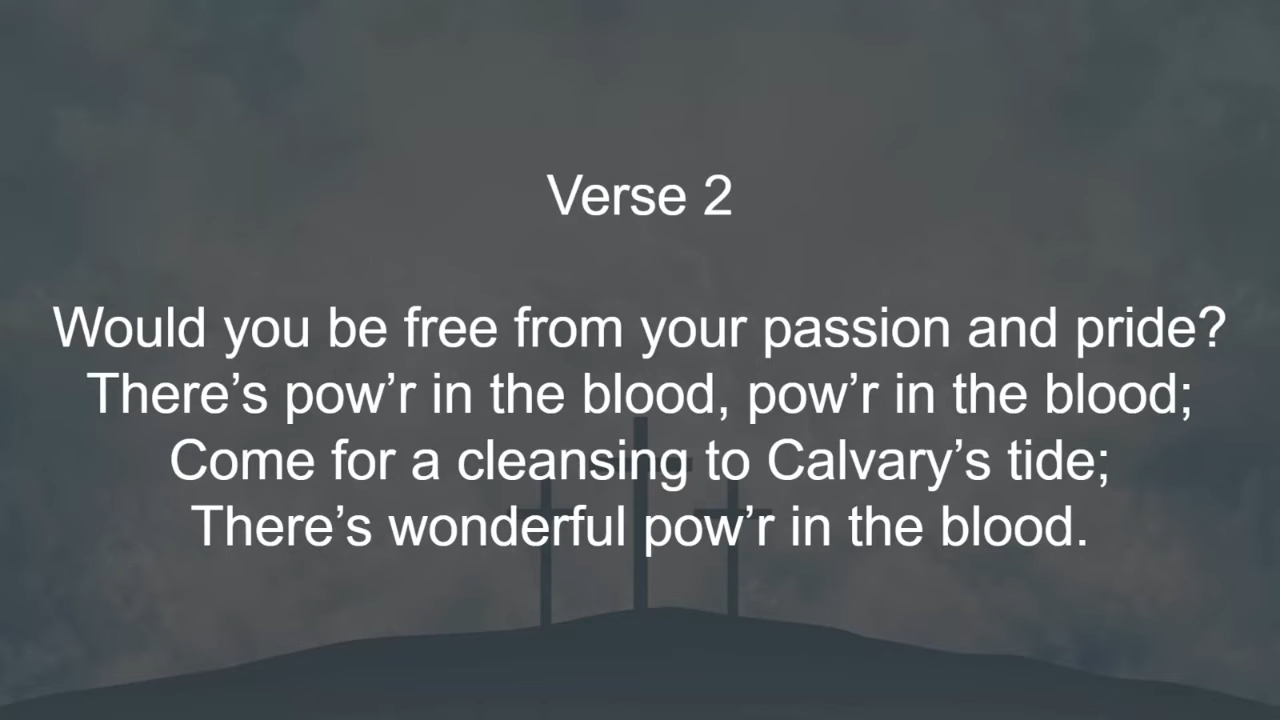 Verse 2
Would you be free from your passion and pride?
There’s pow’r in the blood, pow’r in the blood;
Come for a cleansing to Calvary’s tide;
There’s wonderful pow’r in the blood.